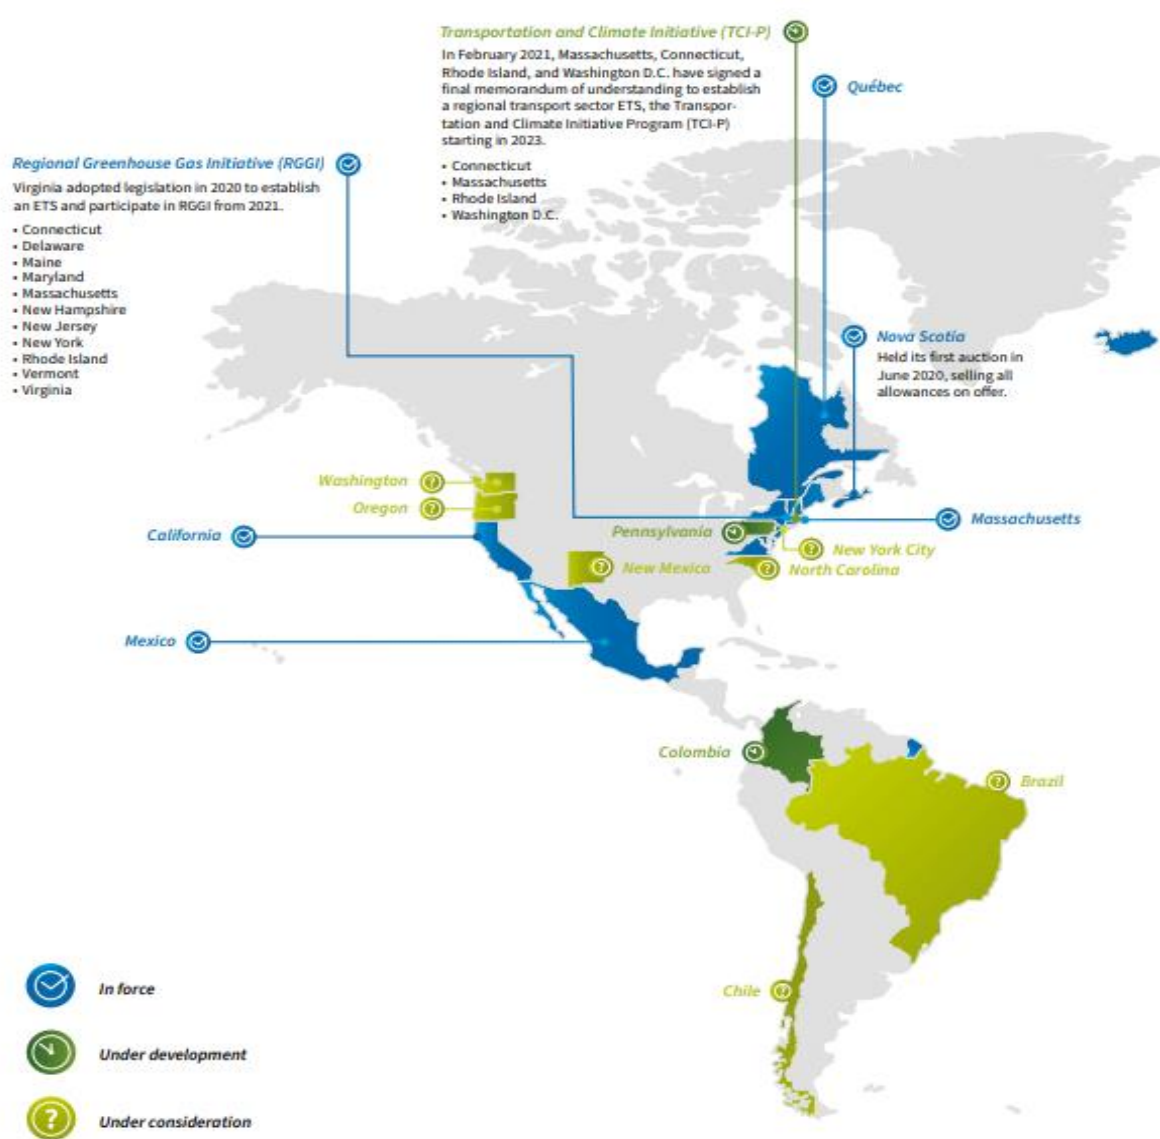 Transportation and Climate Initiative (TCI-P)
In February 2021, Massachusetts, Connecticut,
Rhode Island, and Washington D.C. have signed a
final memorandum of understanding to establish
a regional transport sector ETS, the Transpor-
tation and Climate Initiative Program (TCI-P)
starting in 2023.
• Connecticut
• Massachusetts
• Rhode Island
• Washington D.C.
Québec
Regional Greenhouse Gas Initiative (RGGI)
Virginia adopted legislation in 2020 to establish
an ETS and participate in RGGI from 2021.
• Connecticut
• Delaware
• Maine
• Maryland
• Massachusetts
• New Hampshire
• New Jersey
• New York
• Rhode Island
• Vermont
• Virginia
Nova Scotia
Held its first auction in
June 2020, selling all
allowances on offer.
Washington
Oregon
California
Massachusetts
Pennsylvania
New York City
New Mexico
North Carolina
Mexico
Colombia
Brazil
Chile
In force
Under development
Under consideration